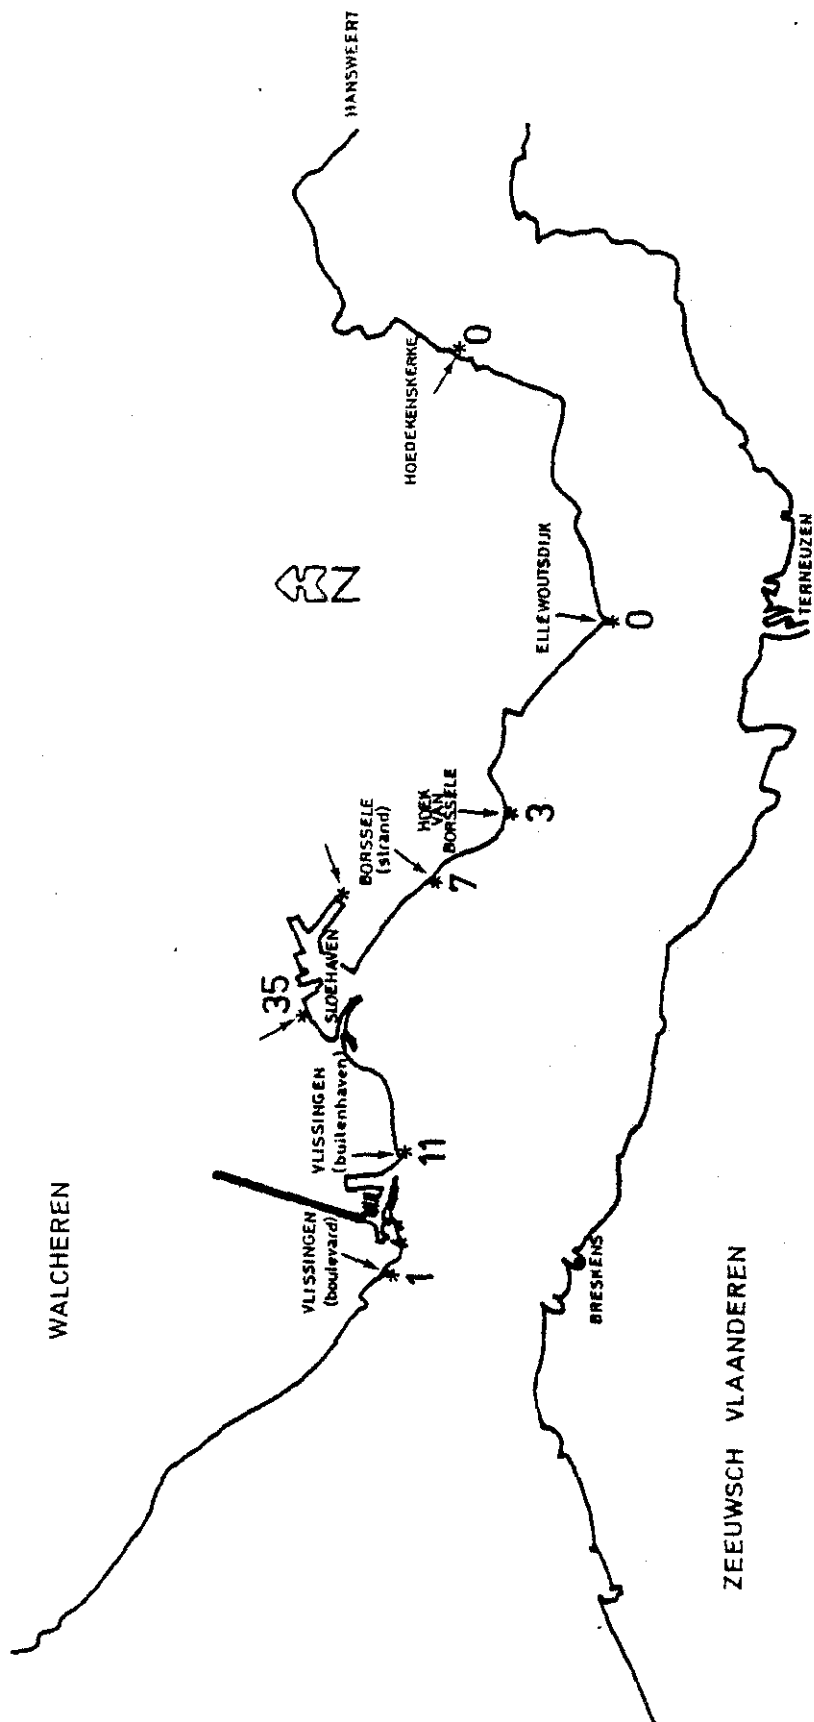 WALCHEREN
VLISSINGEN
(boulevard)
1
VLISSINGEN
(buitenhaven)
11
35
SLOEHAVEN
BORSSELE
(strand)
7
HOEK
VAN
BORSSELE
3
N
ELLEWOUTSDIJK
0
HOEDEKENSKERKE
0
HANSWEERT
BRESKENS
TERNEUZEN
ZEEUWSCH VLAANDEREN